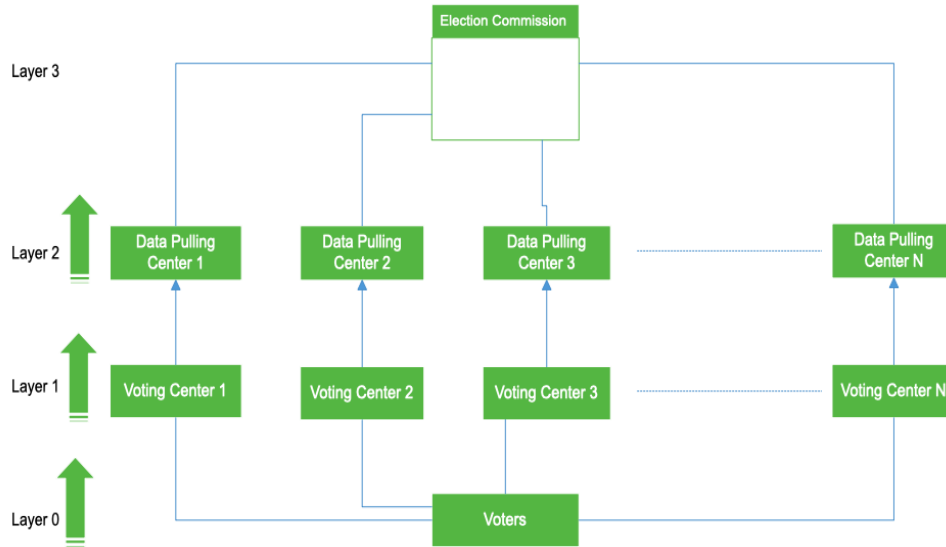 Election Commission
Layer 3
Layer 2
Data Pulling
Center 1
Data Pulling
Center 2
Data Pulling
Center 3
Data Pulling
Center N
Layer 1
Voting Center 1
Voting Center 2
Voting Center 3
Voting Center N
Layer 0
Voters